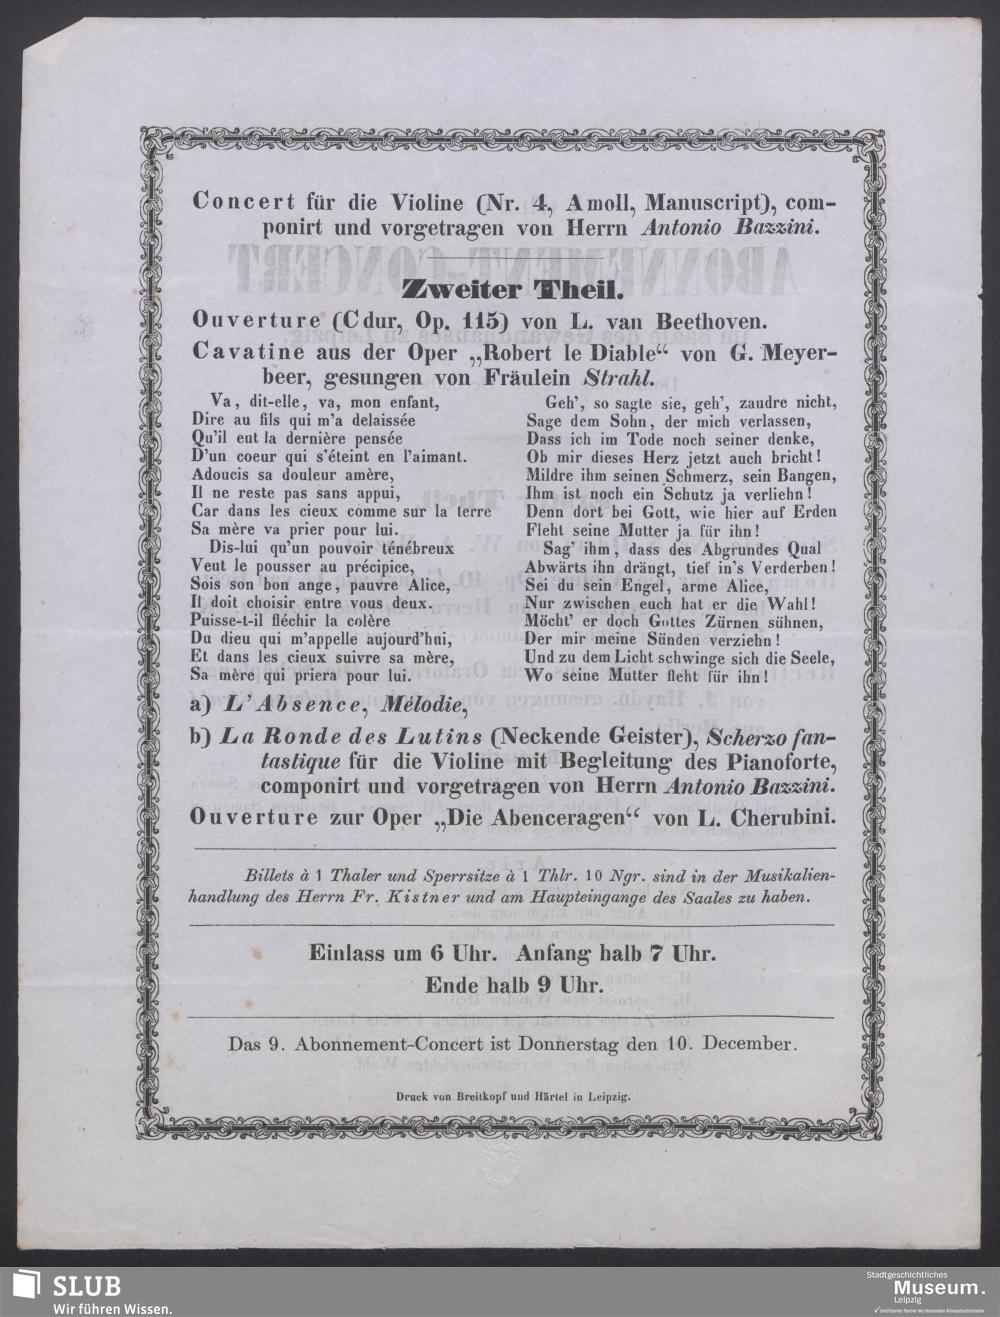 Concert für die Violine (Nr. 4, A moll, Manuscript), com-
ponirt und vorgetragen von Herrn Antonio Bazzini.
ABONNEMENT-CONCERT
Zweiter Theil.
Ouverture (C dur, Op. 115) von L. van Beethoven.
Cavatine aus der Oper „Robert le Diable“ von G. Meyer-
beer, gesungen von Fräulein Strahl.
Va, dit-elle, va, mon enfant,
Dire au fils qui m'a delaissée
Qu'il eut la dernière pensée
D'un coeur qui s'éteint en l'aimant.
Adoucis sa douleur amère,
Il ne reste pas sans appui,
Car dans les cieux comme sur la terre
Sa mère va prier pour lui.
Dis-lui qu'un pouvoir ténébreux
Veut le pousser au précipice,
Sois son bon ange, pauvre Alice,
Il doit choisir entre vous deux.
Puisse-t-il fléchir la colère
Du dieu qui m'appelle aujourd'hui,
Et dans les cieux suivre sa mère,
Sa mère qui priera pour lui.
Geh', so sagte sie, geh', zaudre nicht,
Sage dem Sohn, der mich verlassen,
Dass ich im Tode noch seiner denke,
Ob mir dieses Herz jetzt auch bricht!
Mildre ihm seinen Schmerz, sein Bangen,
Ihm ist noch ein Schutz ja verliehn!
Denn dort bei Gott, wie hier auf Erden
Fleht seine Mutter ja für ihn!
Sag' ihm, dass des Abgrundes Qual
Abwärts ihn drängt, tief in's Verderben!
Sei du sein Engel, arme Alice,
Nur zwischen euch hat er die Wahl!
Möcht' er doch Gottes Zürnen sühnen,
Der mir meine Sünden verziehn!
Und zu dem Licht schwinge sich die Seele,
Wo seine Mutter fleht für ihn!
a) L'Absence, Mélodie,
b) La Ronde des Lutins (Neckende Geister), Scherzo fan-
tastique für die Violine mit Begleitung des Pianoforte,
componirt und vorgetragen von Herrn Antonio Bazzini.
Ouverture zur Oper „Die Abenceragen“ von L. Cherubini.
Billets à 1 Thaler und Sperrsitze à 1 Thlr. 10 Ngr. sind in der Musikalien-
handlung des Herrn Fr. Kistner und am Haupteingange des Saales zu haben.
Einlass um 6 Uhr. Anfang halb 7 Uhr.
Ende halb 9 Uhr.
Das 9. Abonnement-Concert ist Donnerstag den 10. December.
Druck von Breitkopf und Härtel in Leipzig.
SLUB
Wir führen Wissen.
Stadtgeschichtliches
Museum.
Leipzig
✓ Zertifizierter Partner der Nationalen Klimaschutzinitiative